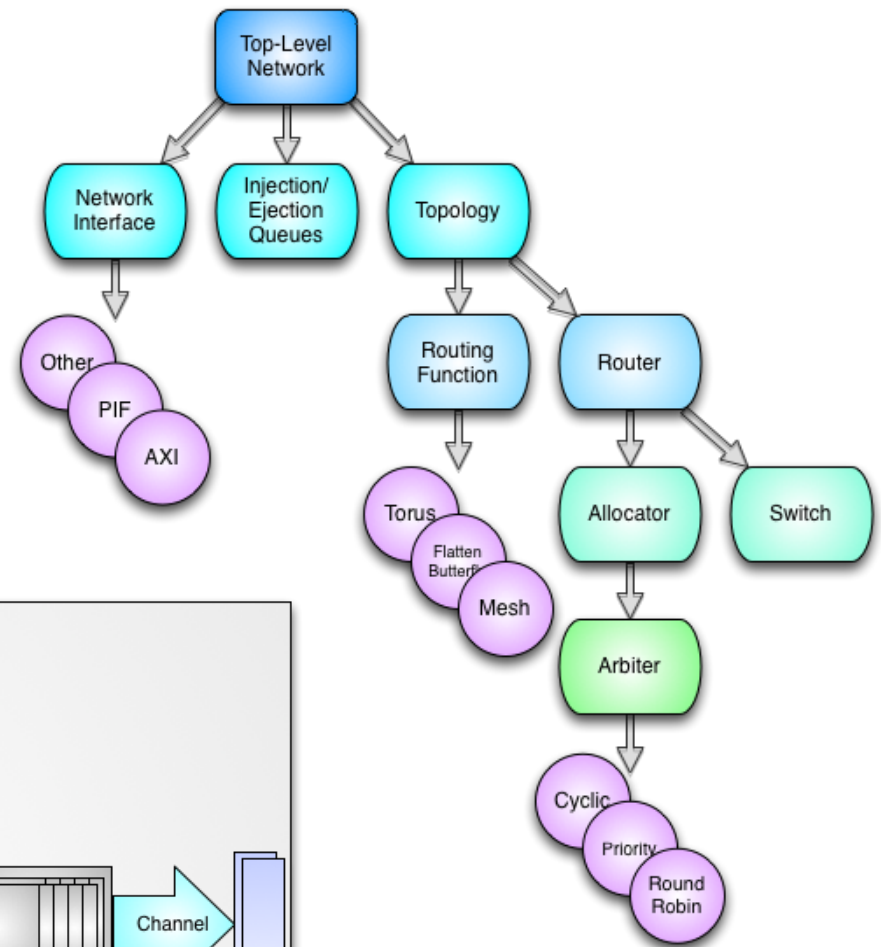 Top-Level
Network
Network
Interface
Injection/
Ejection
Queues
Topology
Other
PIF
AXI
Routing
Function
Router
Torus
Flatten
Mesh
Allocator
Switch
Arbiter
Cyclic
Priority
Round
Robin
Channel